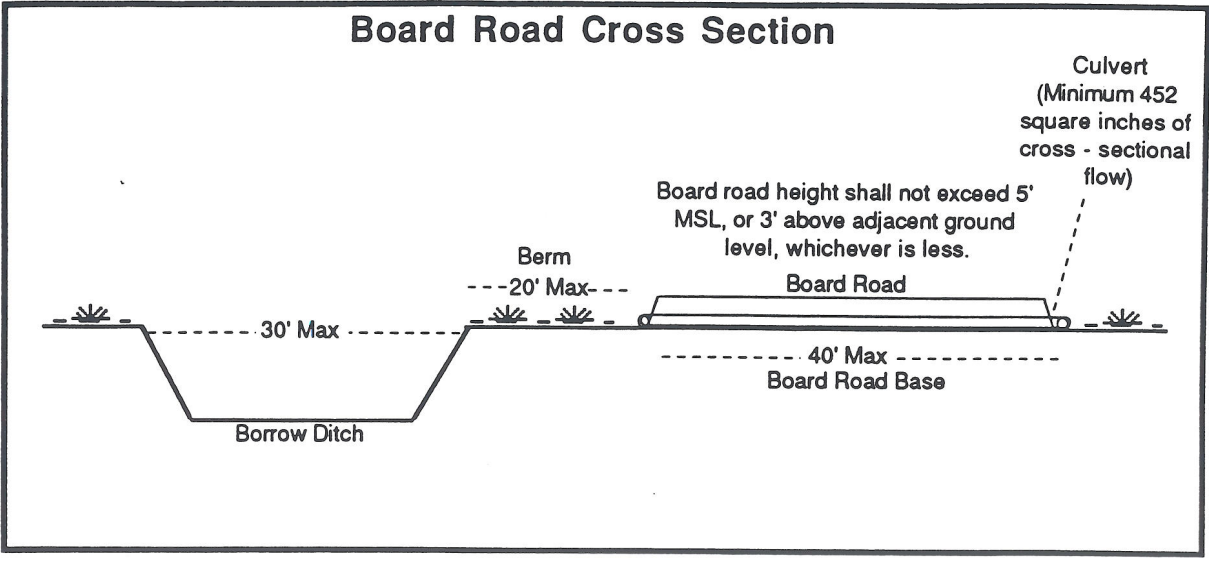 Board Road Cross Section
Culvert
(Minimum 452
square inches of
cross - sectional
flow)
Board road height shall not exceed 5'
MSL, or 3' above adjacent ground
level, whichever is less.
Berm
20' Max
Board Road
30' Max
40' Max
Board Road Base
Borrow Ditch